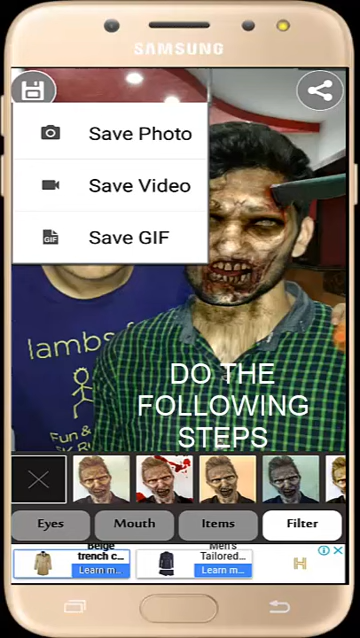 SAMSUNG
Save Photo
Save Video
GIF
Save GIF
lambs
Fun &
DO THE
FOLLOWING
STEPS
Eyes
Mouth
Items
Filter
Beige
trench c...
Learn m...
Men's
Tailored...
Learn m...
H